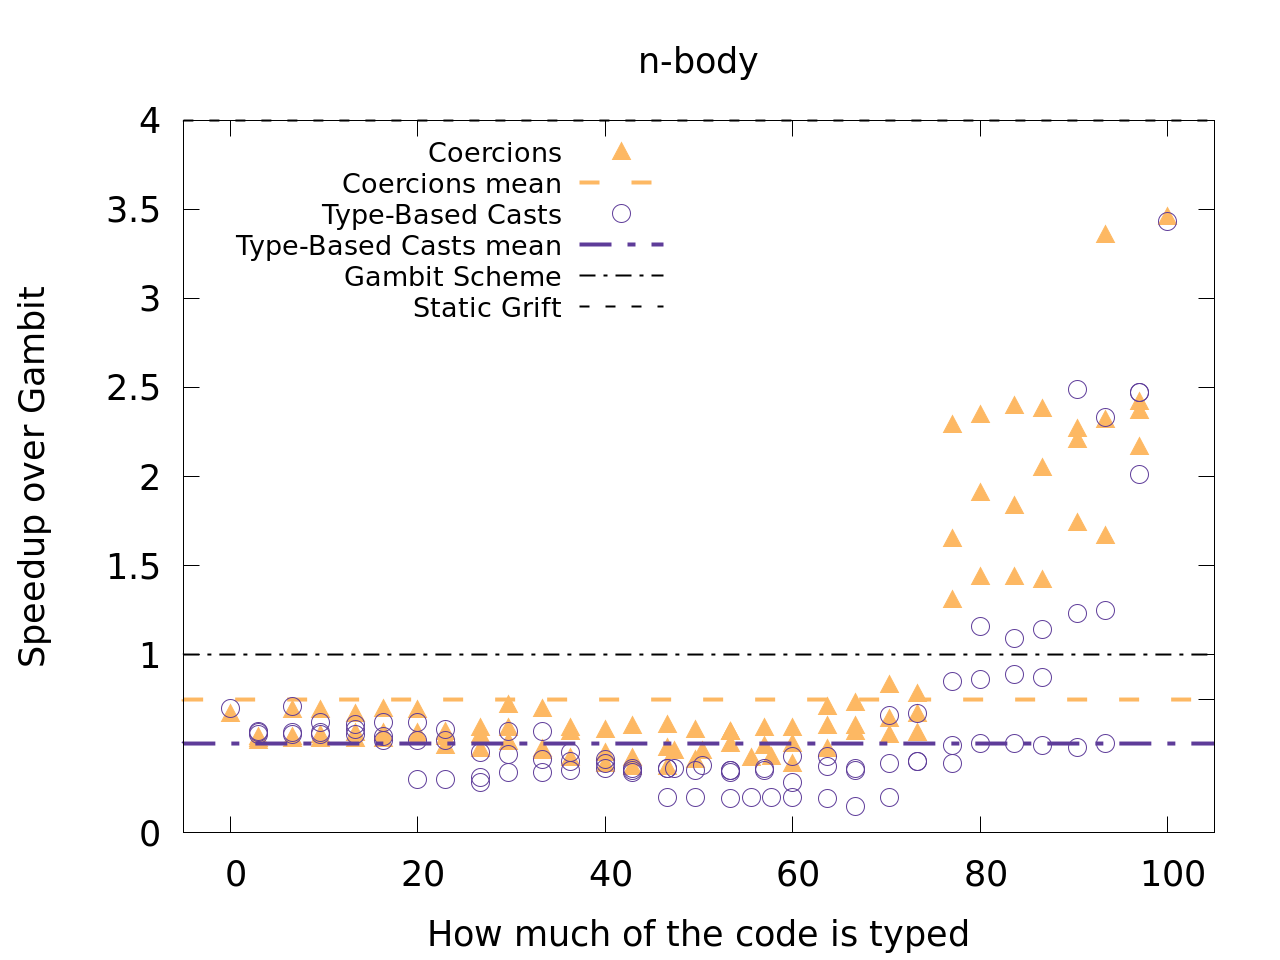 n-body
4
3.5
3
2.5
2
1.5
1
0
Speedup over Gambit
Coercions
Coercions mean
Type-Based Casts
Type-Based Casts mean
Gambit Scheme
Static Grift
0 20 40 60 80 100
How much of the code is typed